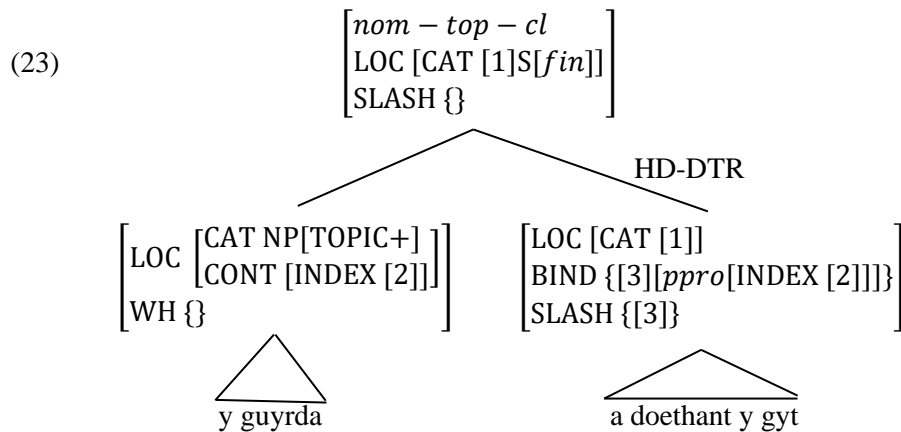 (23)
[nom − top − cl
LOC [CAT [1]S[fin]]
SLASH {}]
HD-DTR
[LOC [CAT NP[TOPIC+]
CONT [INDEX [2]]]
WH {}]
[LOC [CAT [1]]
BIND {[3][ppro[INDEX [2]]]}
SLASH {[3]}]
y guyrda
a doethant y gyt